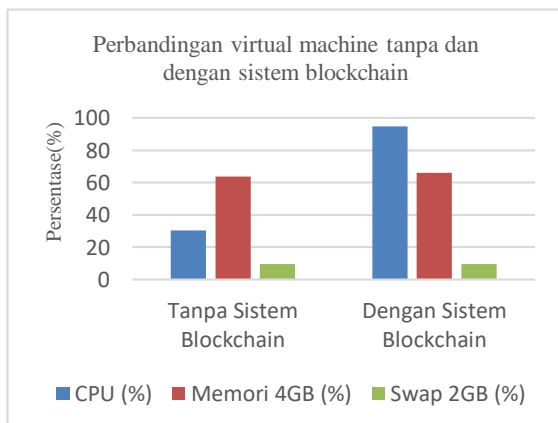 Perbandingan virtual machine tanpa dan
dengan sistem blockchain
Persentase(%)
100
80
60
40
20
0
Tanpa Sistem
Blockchain
Dengan Sistem
Blockchain
CPU (%)
Memori 4GB (%)
Swap 2GB (%)